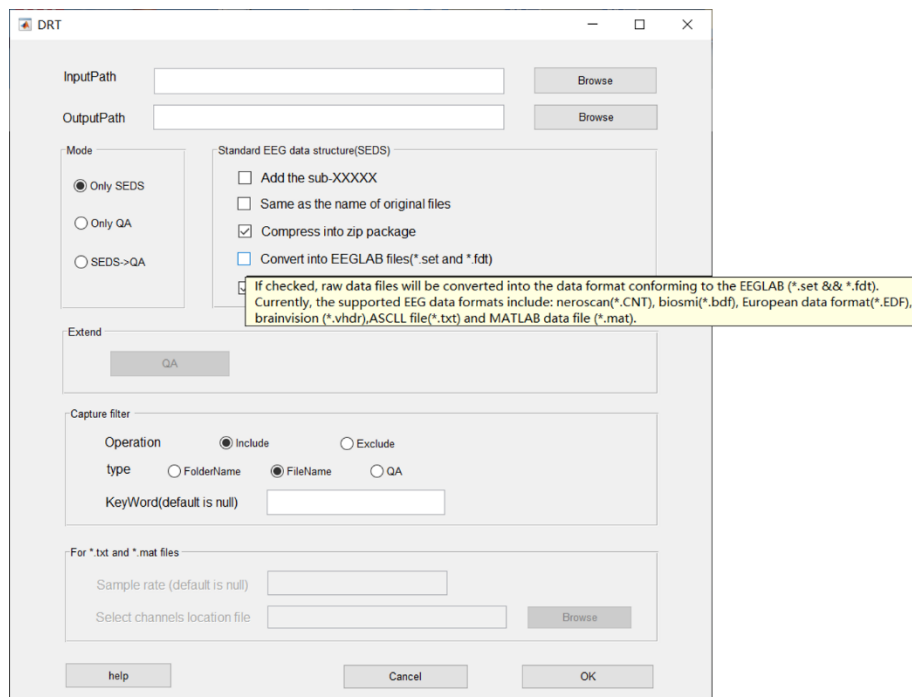 DRT
InputPath
Browse
OutputPath
Browse
Mode
Standard EEG data structure(SEDS)
Only SEDS
Add the sub-XXXXX
Same as the name of original files
Only QA
Compress into zip package
SEDS->QA
Convert into EEGLAB files(*.set and *.fdt)
If checked, raw data files will be converted into the data format conforming to the EEGLAB (*.set && *.fdt).
Currently, the supported EEG data formats include: neroscan(*.CNT), biosmi(*.bdf), European data format(*.EDF),
brainvision (*.vhdr),ASCLL file(*.txt) and MATLAB data file (*.mat).
Extend
QA
Capture filter
Operation Include Exclude
type FolderName FileName QA
KeyWord(default is null)
For *.txt and *.mat files
Sample rate (default is null)
Select channels location file
Browse
help Cancel OK